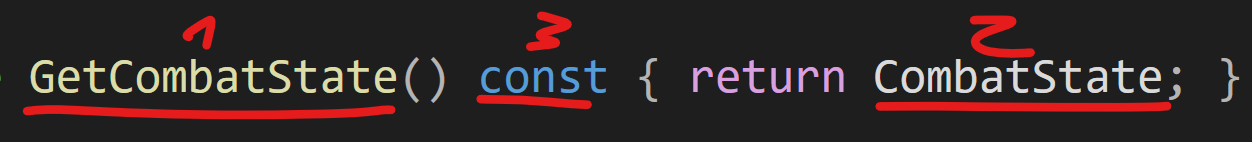 1 3 2
GetCombatState() const { return CombatState; }